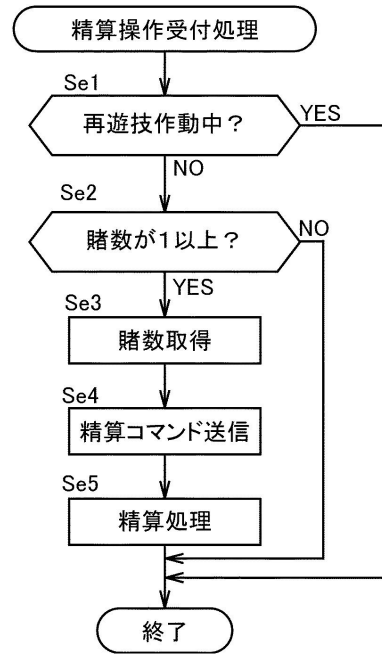 精算操作受付処理
Se1
再遊技作動中？
YES
NO
Se2
賭数が１以上？
NO
YES
Se3
賭数取得
Se4
精算コマンド送信
Se5
精算処理
終了